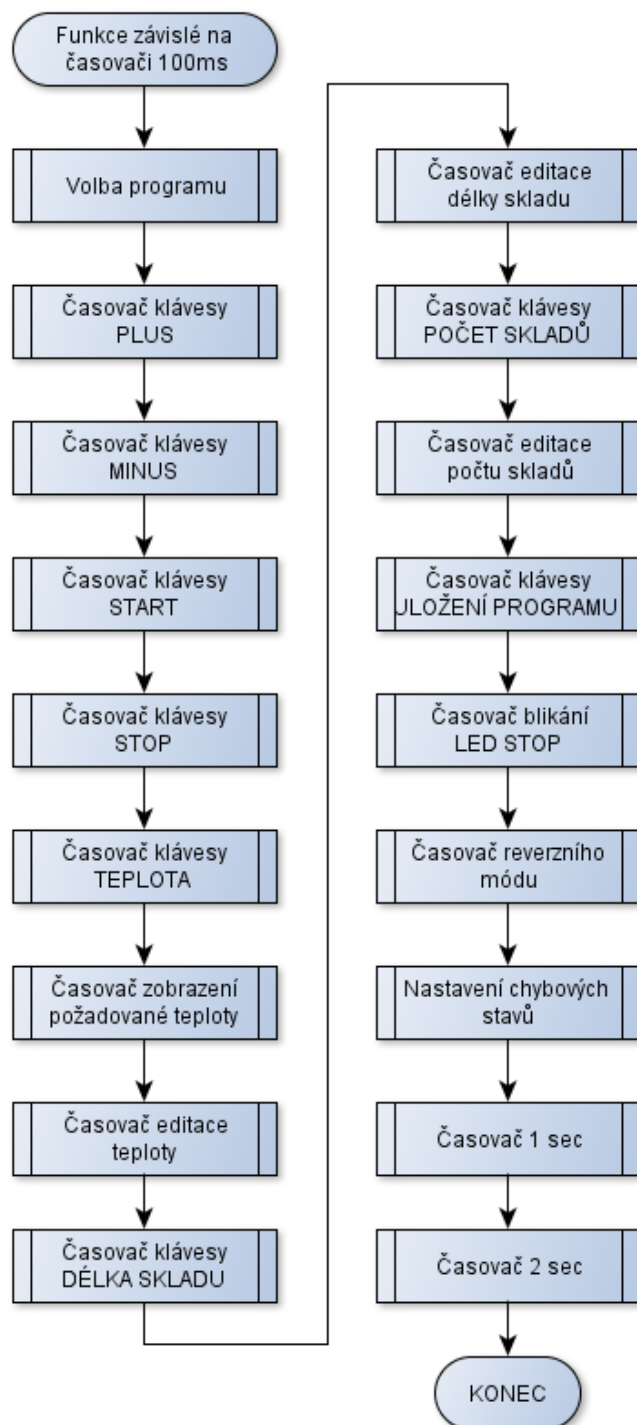 Funkce závislé na
časovači 100ms
Volba programu
Časovač klávesy
PLUS
Časovač klávesy
MINUS
Časovač klávesy
START
Časovač klávesy
STOP
Časovač klávesy
TEPLOTA
Časovač zobrazení
požadované teploty
Časovač editace
teploty
Časovač klávesy
DÉLKA SKLADU
Časovač editace
délky skladu
Časovač klávesy
POČET SKLADŮ
Časovač editace
počtu skladů
Časovač klávesy
ULOŽENÍ PROGRAMU
Časovač blikání
LED STOP
Časovač reverzního
módu
Nastavení chybových
stavů
Časovač 1 sec
Časovač 2 sec
KONEC